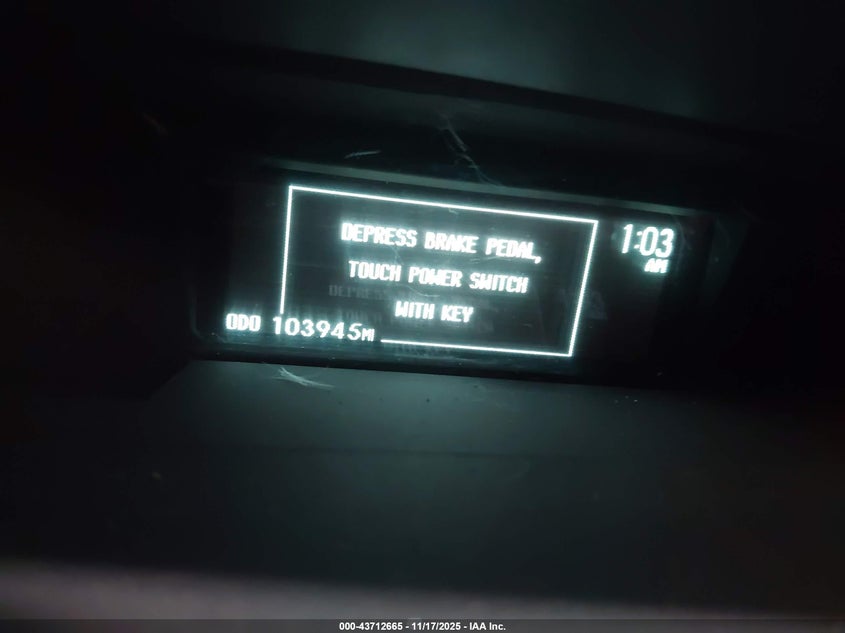 DEPRESS BRAKE PEDAL,
TOUCH POWER SWITCH
WITH KEY
1:03
AM
ODO 103945MI
000-43712665 - 11/17/2025 - IAA Inc.